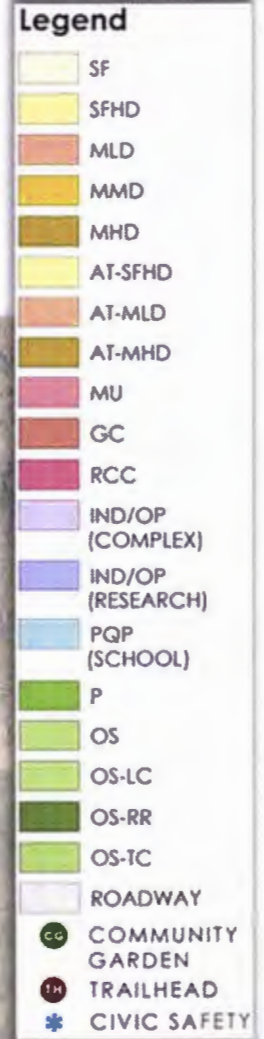 Legend
SF
SFHD
MLD
MMD
MHD
AT-SFHD
AT-MLD
AT-MHD
MU
GC
RCC
IND/OP
(COMPLEX)
IND/OP
(RESEARCH)
PQP
(SCHOOL)
P
OS
OS-LC
OS-RR
OS-TC
ROADWAY
CG COMMUNITY
GARDEN
TH TRAILHEAD
CIVIC SAFETY